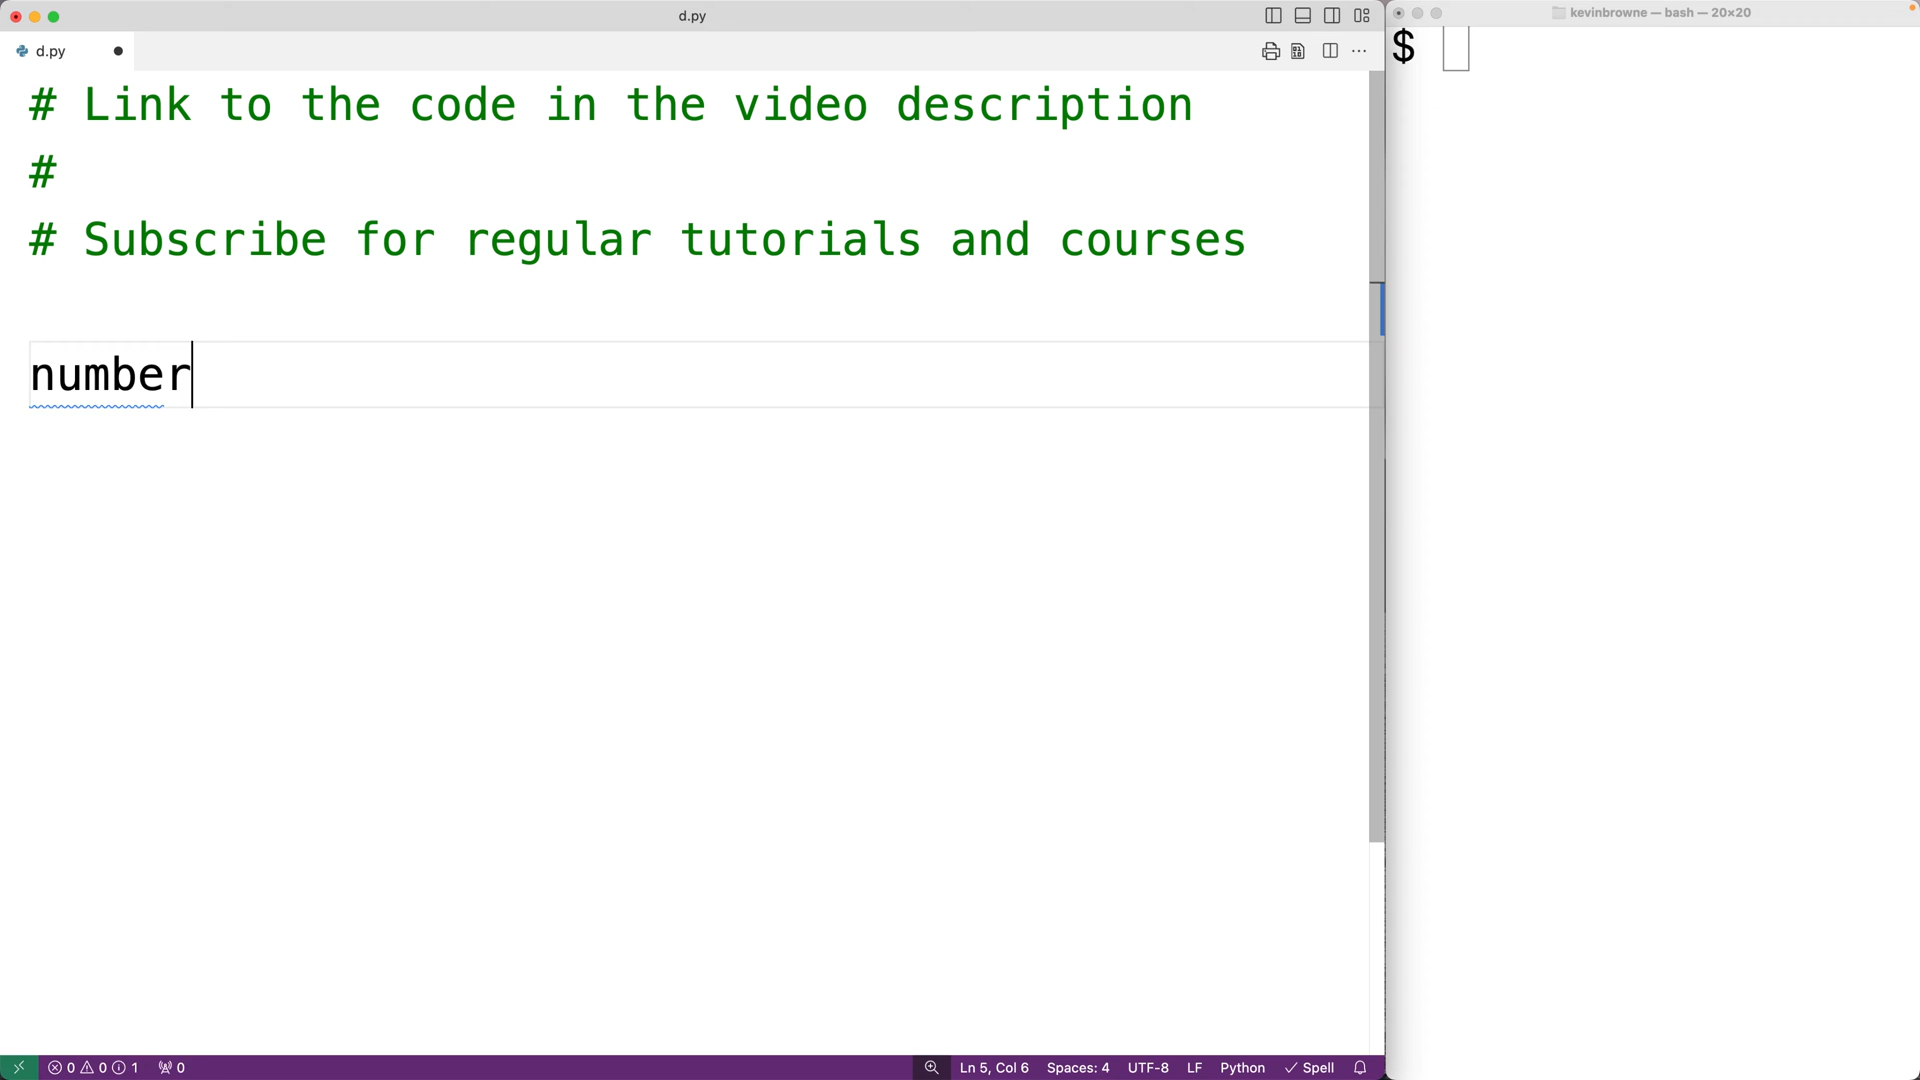 d.py
kevinbrowne — bash — 20×20
d.py
$
# Link to the code in the video description
#
# Subscribe for regular tutorials and courses
number
0 0 1 0 Ln 5, Col 6 Spaces: 4 UTF-8 LF Python Spell